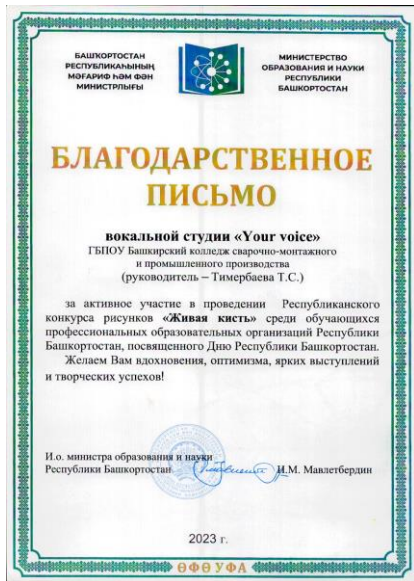 БАШҠОРТОСТАН
РЕСПУБЛИКАҺЫНЫҢ
МӘҒАРИФ ҺӘМ ФӘН
МИНИСТРЛЫҒЫ
МИНИСТЕРСТВО
ОБРАЗОВАНИЯ И НАУКИ
РЕСПУБЛИКИ
БАШКОРТОСТАН
БЛАГОДАРСТВЕННОЕ
ПИСЬМО
вокальной студии «Your voice»
ГБПОУ Башкирский колледж сварочно-монтажного
и промышленного производства
(руководитель – Тимербаева Т.С.)
за активное участие в проведении Республиканского
конкурса рисунков «Живая кисть» среди обучающихся
профессиональных образовательных организаций Республики
Башкортостан, посвященного Дню Республики Башкортостан.
Желаем Вам вдохновения, оптимизма, ярких выступлений
и творческих успехов!
И.о. министра образования и науки
Республики Башкортостан
И.М. Мавлетбердин
2023 г.
ӨФӨ УФА